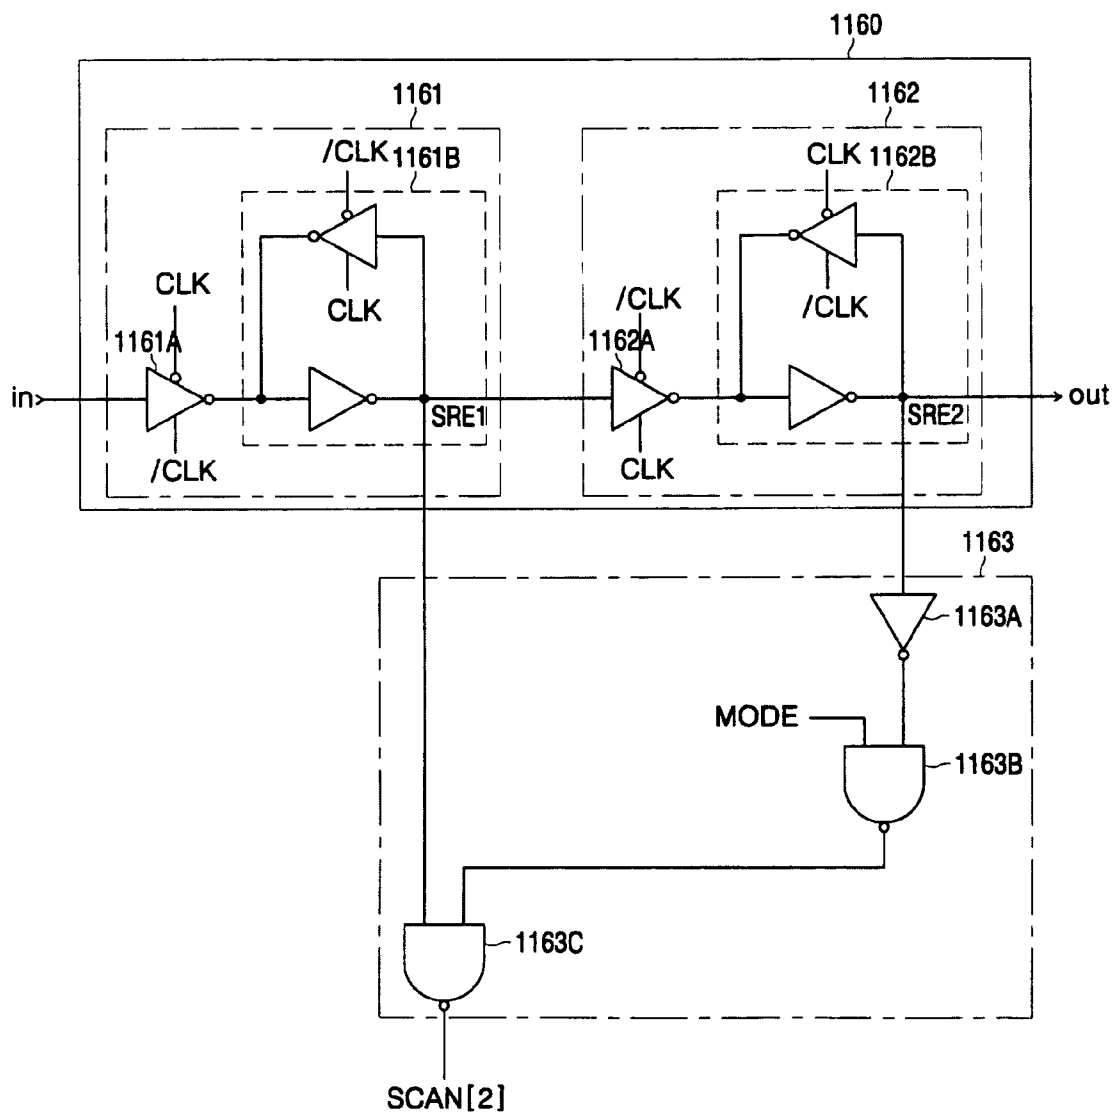 1160
1161
1162
/CLK
1161B
CLK
1162B
CLK
/CLK
CLK
/CLK
1161A
1162A
in
out
SRE1
SRE2
/CLK
CLK
1163
1163A
MODE
1163B
1163C
SCAN[2]